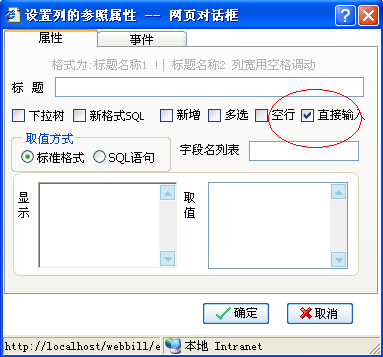 设置列的参照属性 -- 网页对话框
属性 事件
格式为:标题名称1 !| 标题名称2 列宽用空格调动
标 题
下拉树 新格式SQL 新增 多选 空行 直接输入
取值方式
标准格式 SQL语句 字段名列表
显示 取值
确定 取消
http://localhost/webbill/e 本地 Intranet